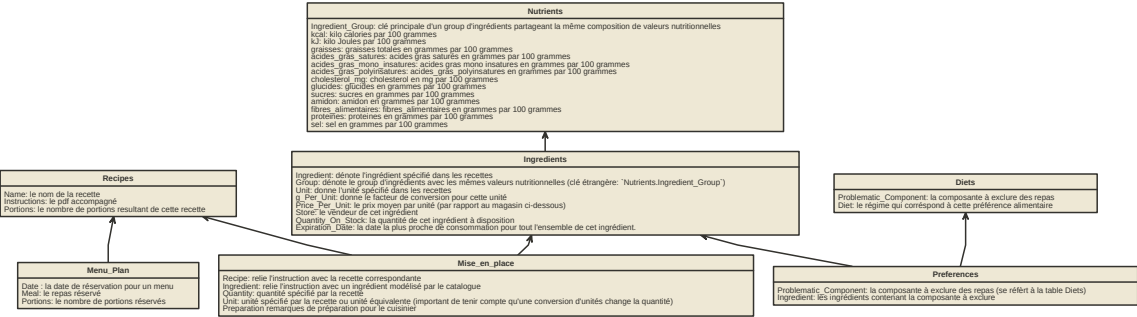 Nutrients
Ingredient_Group: clé principale d'un group d'ingrédients partageant la même composition de valeurs nutritionnelles
kcal: kilo calories par 100 grammes
kJ: kilo Joules par 100 grammes
graisses: graisses totales en grammes par 100 grammes
acides_gras_satures: acides gras saturés en grammes par 100 grammes
acides_gras_mono_insatures: acides gras mono insatures en grammes par 100 grammes
acides_gras_polyinsatures: acides_gras_polyinsatures en grammes par 100 grammes
cholesterol_mg: cholesterol en mg par 100 grammes
glucides: glucides en grammes par 100 grammes
sucres: sucres en grammes par 100 grammes
amidon: amidon en grammes par 100 grammes
fibres_alimentaires: fibres_alimentaires en grammes par 100 grammes
proteines: proteines en grammes par 100 grammes
sel: sel en grammes par 100 grammes
Ingredients
Ingredient: dénote l'ingrédient spécifié dans les recettes
Group: dénote le group d'ingrédients avec les mêmes valeurs nutritionnelles (clé étrangère: `Nutrients.Ingredient_Group`)
Unit: donne l'unité spécifié dans les recettes
g_Per_Unit: donne le facteur de conversion pour cette unité
Price_Per_Unit: le prix moyen par unité (par rapport au magasin ci-dessous)
Store: le vendeur de cet ingrédient
Quantity_On_Stock: la quantité de cet ingrédient à disposition
Expiration_Date: la date la plus proche de consommation pour tout l'ensemble de cet ingrédient.
Recipes
Name: le nom de la recette
Instructions: le pdf accompagné
Portions: le nombre de portions resultant de cette recette
Diets
Problematic_Component: la composante à exclure des repas
Diet: le régime qui correspond à cette préférence alimentaire
Menu_Plan
Date : la date de réservation pour un menu
Meal: le repas réservé
Portions: le nombre de portions réservés
Mise_en_place
Recipe: relie l'instruction avec la recette correspondante
Ingredient: relie l'instruction avec un ingrédient modélisé par le catalogue
Quantity: quantité spécifié par la recette
Unit: unité spécifié par la recette ou unité équivalente (important de tenir compte qu'une conversion d'unités change la quantité)
Preparation remarques de préparation pour le cuisinier
Preferences
Problematic_Component: la composante à exclure des repas (se réfèrt à la table Diets)
Ingredient: les ingrédients contenant la composante à exclure